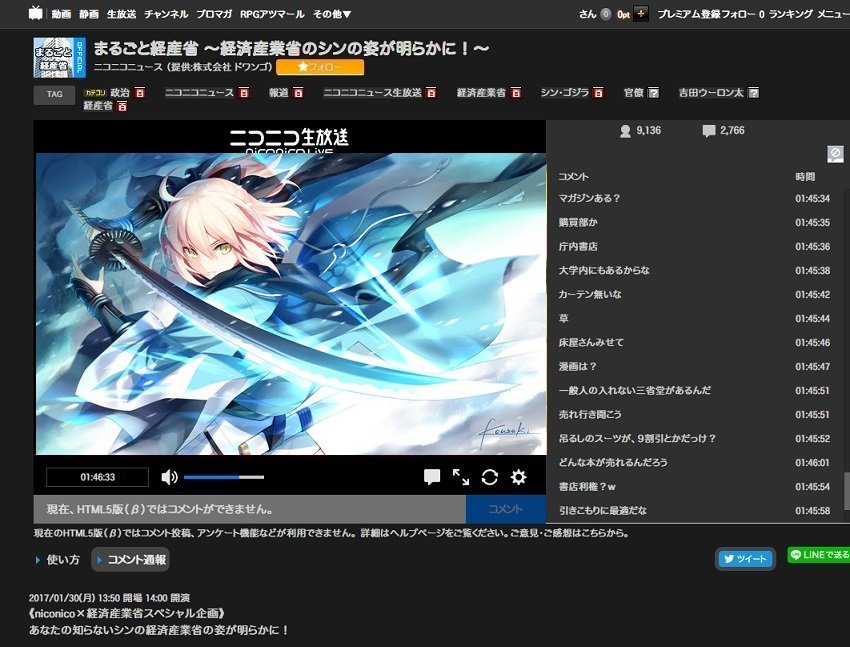 動画 静画 生放送 チャンネル ブロマガ RPGアツマール その他▼ さん 0 0pt + プレミアム登録 フォロー 0 ランキング メニュー
まるごと経産省 OFFICIAL
まるごと経産省 ～経済産業省のシンの姿が明らかに！～
ニコニコニュース (提供:株式会社 ドワンゴ) ★フォロー
TAG カテゴリ 政治 百 ニコニコニュース 百 報道 百 ニコニコニュース生放送 百 経済産業省 百 シン・ゴジラ 百 官僚 ? 吉田ウーロン太 ?
経産省 百
ニコニコ生放送
niconico Live
9,136 2,766
コメント 時間
マガジンある？ 01:45:34
購買部か 01:45:35
庁内書店 01:45:36
大学内にもあるからな 01:45:38
カーテン無いな 01:45:42
草 01:45:44
床屋さんみせて 01:45:46
漫画は？ 01:45:47
一般人の入れない三省堂があるんだ 01:45:51
売れ行き聞こう 01:45:51
吊るしのスーツが、９割引とかだっけ？ 01:45:52
どんな本が売れるんだろう 01:46:01
書店利権？ｗ 01:45:54
引きこもりに最適だな 01:45:58
01:46:33
現在、HTML5版(β)ではコメントができません。 コメント
現在のHTML5版(β)ではコメント投稿、アンケート機能などが利用できません。 詳細はヘルプページをご覧ください。ご意見・ご感想はこちらから。
使い方 コメント通報 ツイート LINEで送る
2017/01/30(月) 13:50 開場 14:00 開演
《niconico×経済産業省スペシャル企画》
あなたの知らないシンの経済産業省の姿が明らかに！